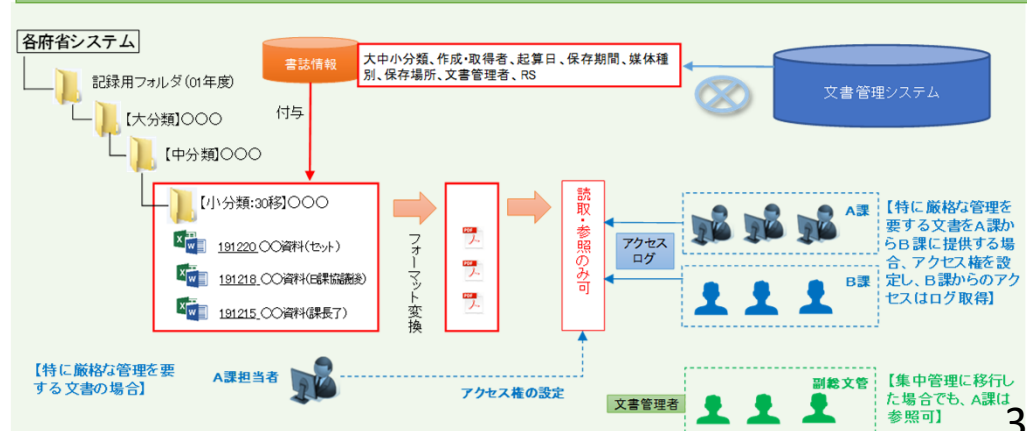 各府省システム
記録用フォルダ(01年度)
【大分類】〇〇〇
【中分類】〇〇〇
【小分類:30移】〇〇〇
191220_〇〇資料(セット)
191218_〇〇資料(B課協議後)
191215_〇〇資料(課長了)
書誌情報
付与
大中小分類、作成・取得者、起算日、保存期間、媒体種
別、保存場所、文書管理者、RS
文書管理システム
フォーマット変換
PDF
PDF
PDF
読取・参照のみ可
アクセス
ログ
A課
B課
【特に厳格な管理を
要する文書をA課か
らB課に提供する場
合、アクセス権を設
定し、B課からのアク
セスはログ取得】
【特に厳格な管理を要
する文書の場合】
A課担当者
アクセス権の設定
文書管理者
副総文管
【集中管理に移行し
た場合でも、A課は
参照可】
3